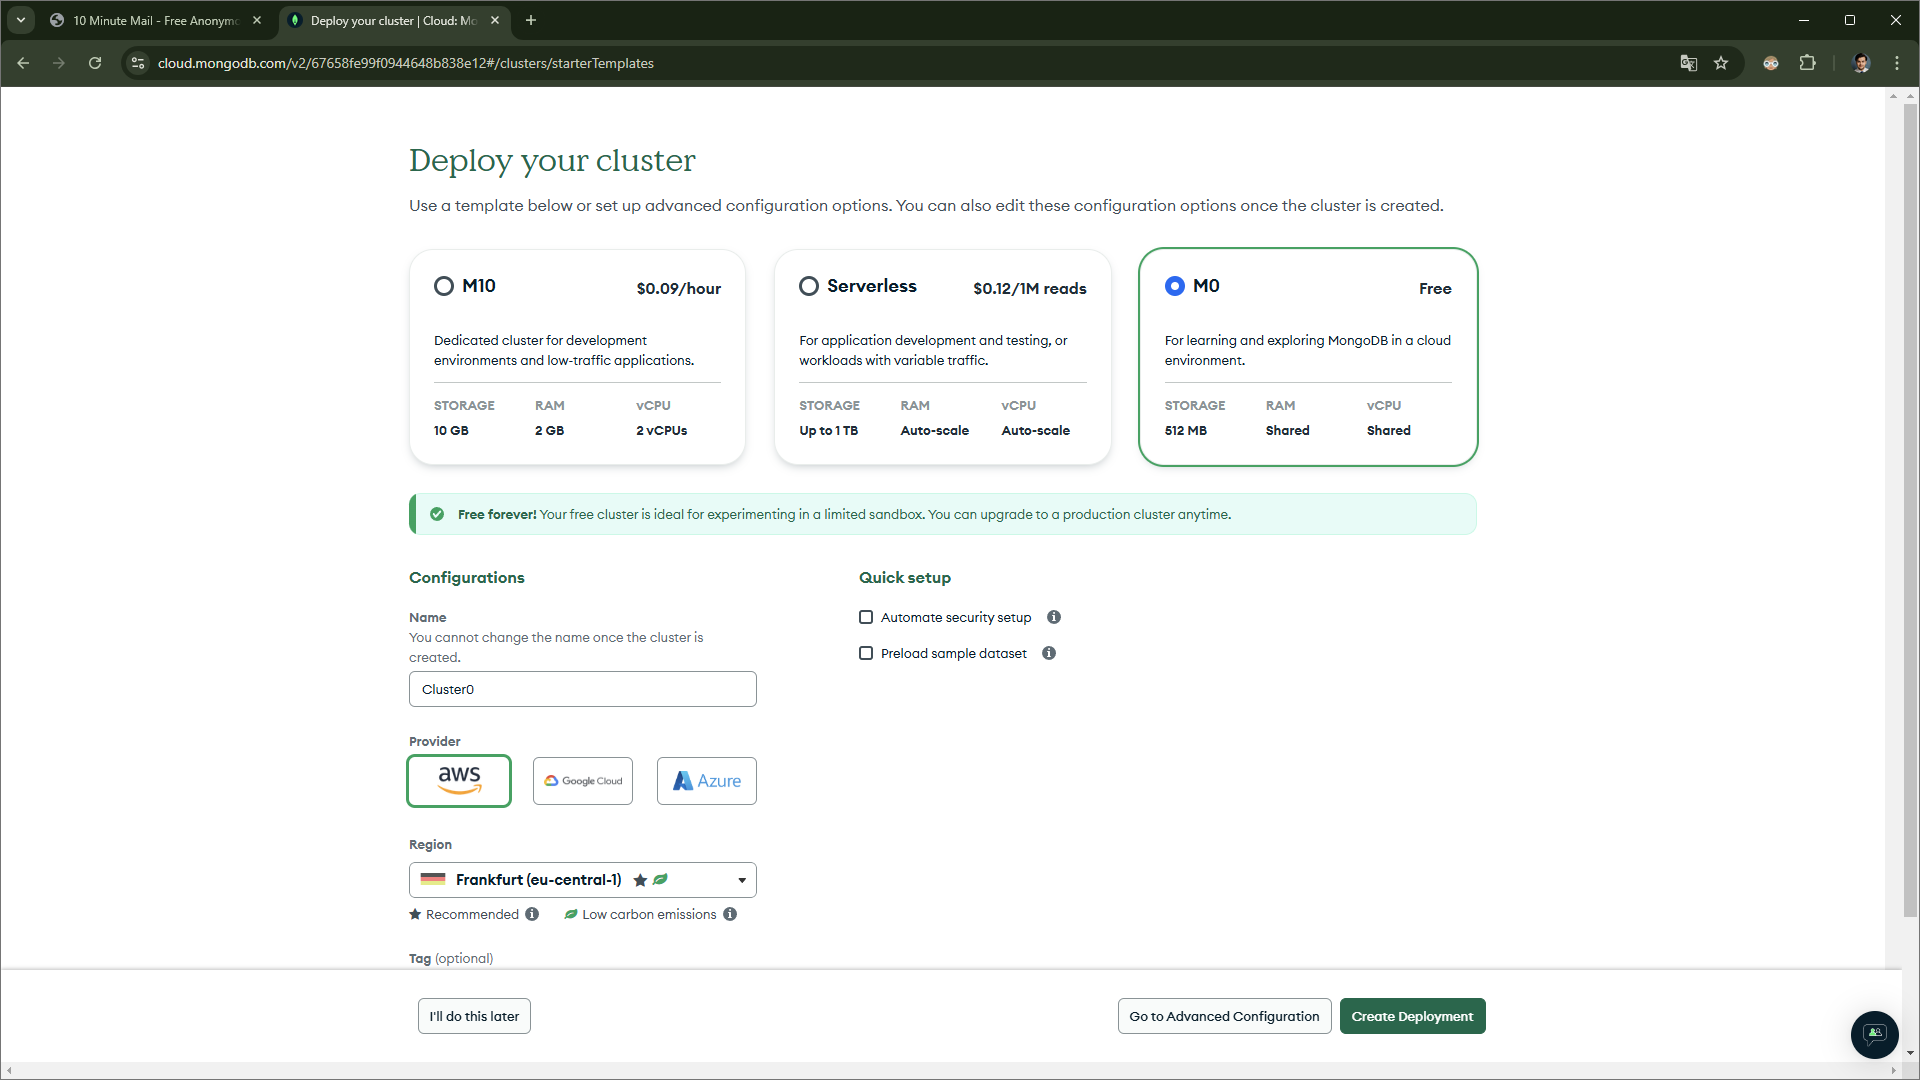 10 Minute Mail - Free Anonymo
Deploy your cluster | Cloud: Mo
cloud.mongodb.com/v2/67658fe99f0944648b838e12#/clusters/starterTemplates
Deploy your cluster
Use a template below or set up advanced configuration options. You can also edit these configuration options once the cluster is created.
M10
$0.09/hour
Dedicated cluster for development
environments and low-traffic applications.
STORAGE RAM vCPU
10 GB 2 GB 2 vCPUs
Serverless
$0.12/1M reads
For application development and testing, or
workloads with variable traffic.
STORAGE RAM vCPU
Up to 1 TB Auto-scale Auto-scale
M0
Free
For learning and exploring MongoDB in a cloud
environment.
STORAGE RAM vCPU
512 MB Shared Shared
Free forever! Your free cluster is ideal for experimenting in a limited sandbox. You can upgrade to a production cluster anytime.
Configurations
Name
You cannot change the name once the cluster is
created.
Cluster0
Provider
aws
Google Cloud
Azure
Region
Frankfurt (eu-central-1)
Recommended
Low carbon emissions
Tag (optional)
Quick setup
Automate security setup
Preload sample dataset
I'll do this later
Go to Advanced Configuration
Create Deployment